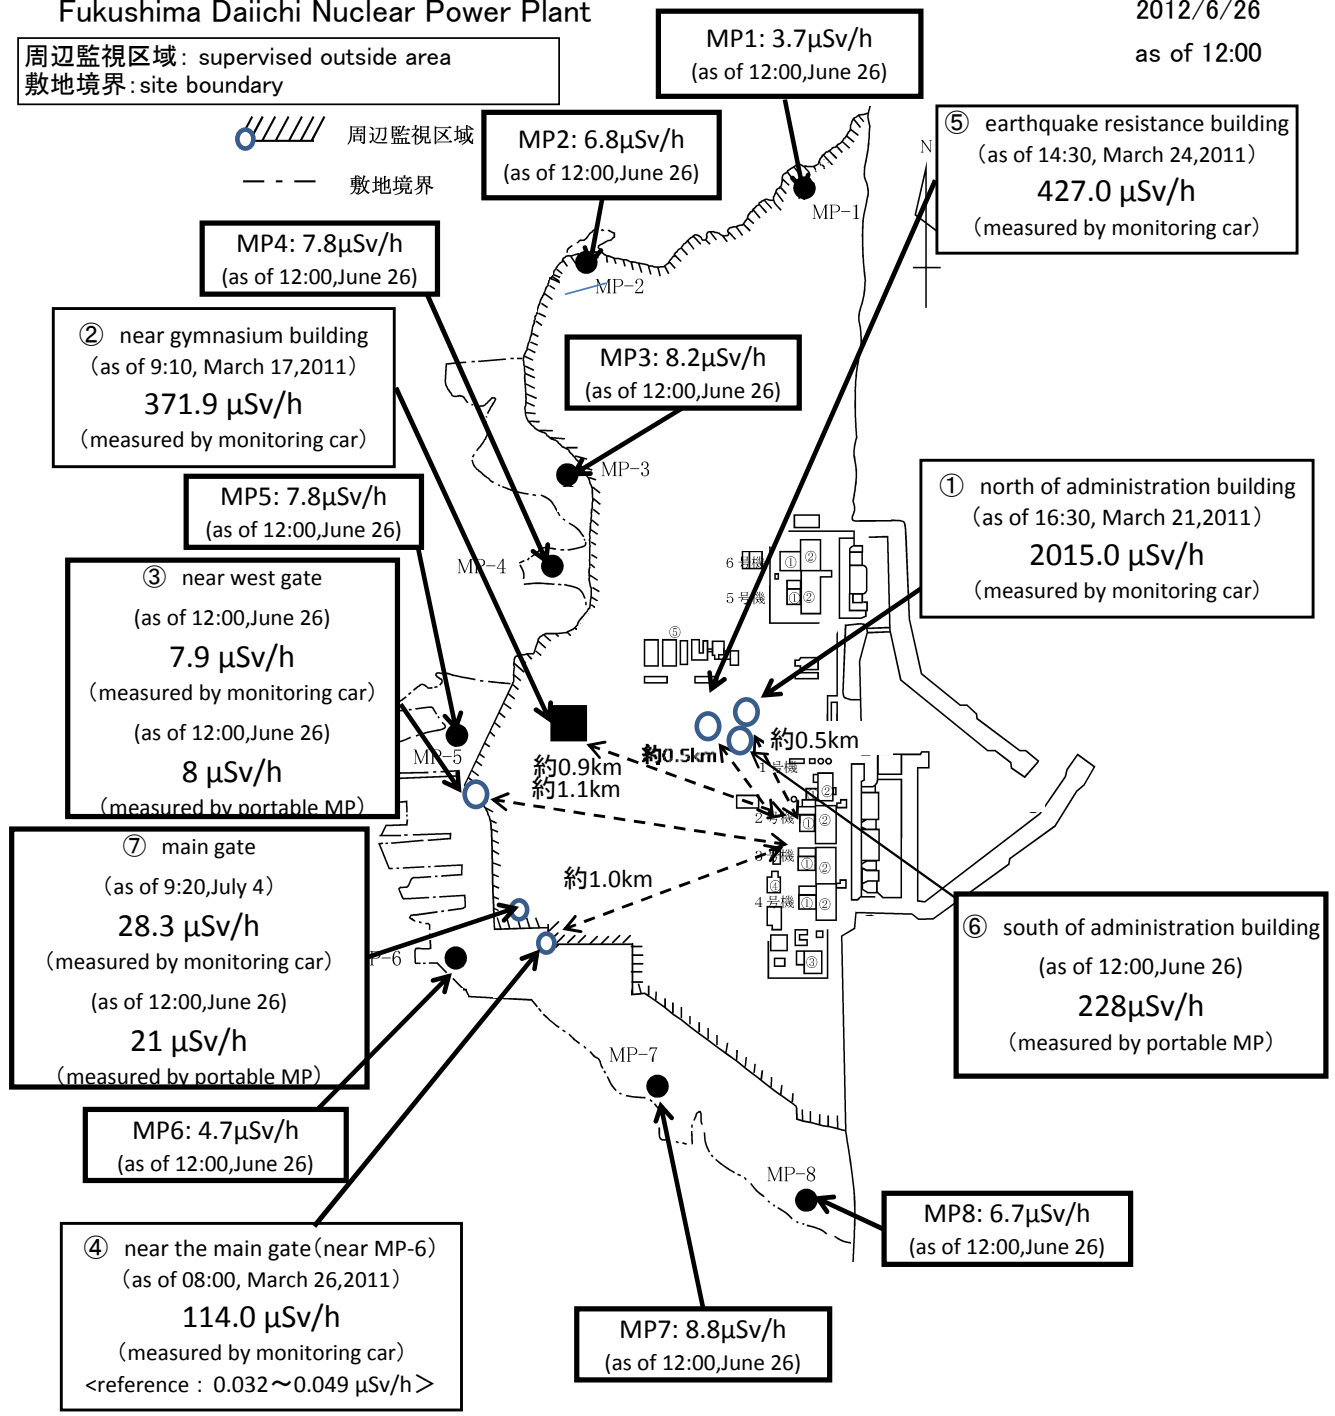 Fukushima Daiichi Nuclear Power Plant
2012/6/26
as of 12:00
周辺監視区域: supervised outside area
敷地境界:site boundary
周辺監視区域
敷地境界
MP1: 3.7μSv/h
(as of 12:00,June 26)
MP2: 6.8μSv/h
(as of 12:00,June 26)
⑤ earthquake resistance building
(as of 14:30, March 24,2011)
427.0 μSv/h
(measured by monitoring car)
N
MP-1
MP4: 7.8μSv/h
(as of 12:00,June 26)
MP-2
② near gymnasium building
(as of 9:10, March 17,2011)
371.9 μSv/h
(measured by monitoring car)
MP3: 8.2μSv/h
(as of 12:00,June 26)
MP-3
MP5: 7.8μSv/h
(as of 12:00,June 26)
① north of administration building
(as of 16:30, March 21,2011)
2015.0 μSv/h
(measured by monitoring car)
MP-4
6号機
① ②
5号機
① ②
⑤
③ near west gate
(as of 12:00,June 26)
7.9 μSv/h
(measured by monitoring car)
(as of 12:00,June 26)
8 μSv/h
(measured by portable MP)
MP-5
約0.9km
約1.1km
約0.5km
約0.5km
1号機
②
2号機
① ②
3号機
① ②
④
4号機
① ②
③
約1.0km
⑦ main gate
(as of 9:20,July 4)
28.3 μSv/h
(measured by monitoring car)
(as of 12:00,June 26)
21 μSv/h
(measured by portable MP)
P-6
⑥ south of administration building
(as of 12:00,June 26)
228μSv/h
(measured by portable MP)
MP-7
MP6: 4.7μSv/h
(as of 12:00,June 26)
MP-8
MP8: 6.7μSv/h
(as of 12:00,June 26)
④ near the main gate(near MP-6)
(as of 08:00, March 26,2011)
114.0 μSv/h
(measured by monitoring car)
<reference : 0.032～0.049 μSv/h>
MP7: 8.8μSv/h
(as of 12:00,June 26)